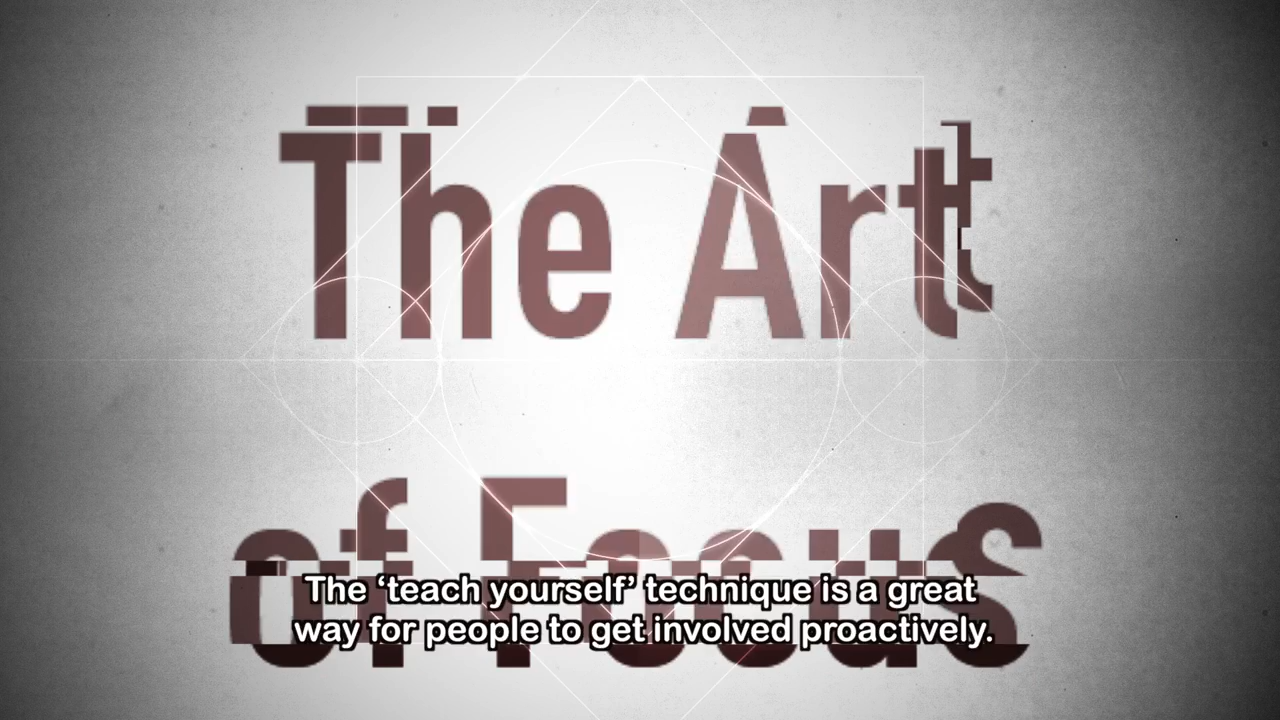 The Art
of Focus
The ‘teach yourself’ technique is a great
way for people to get involved proactively.